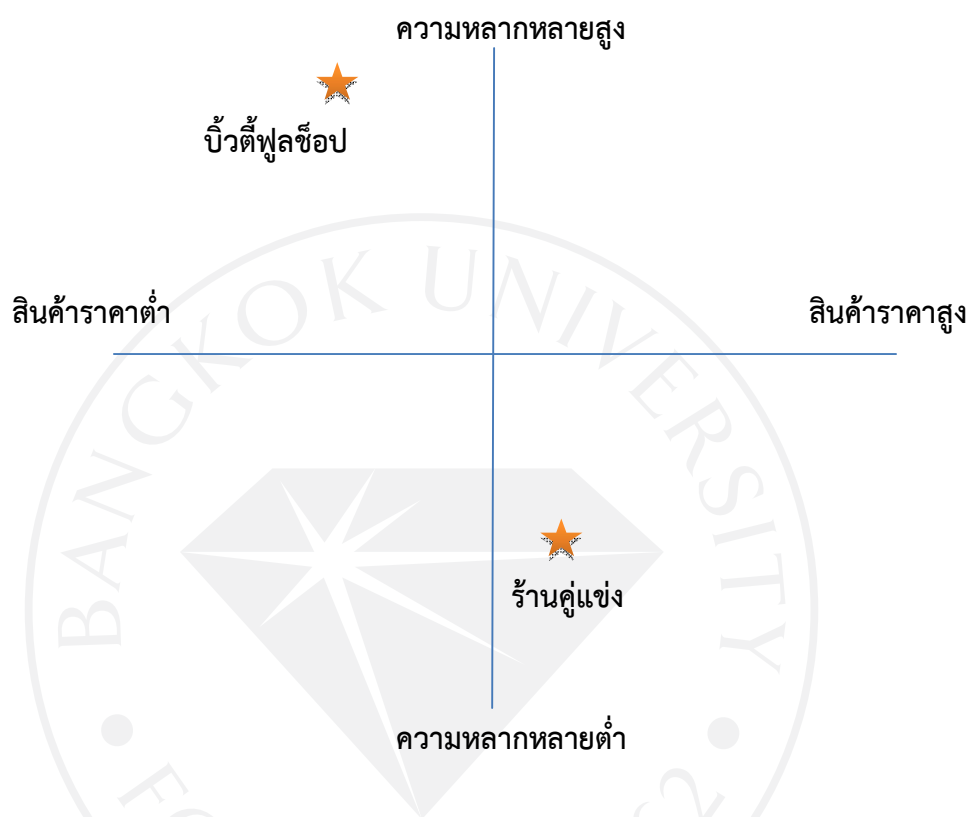 ความหลากหลายสูง
บิ้วตี้ฟูลช็อป
สินค้าราคาต่ำ
สินค้าราคาสูง
ร้านคู่แข่ง
ความหลากหลายต่ำ
BANGKOK UNIVERSITY